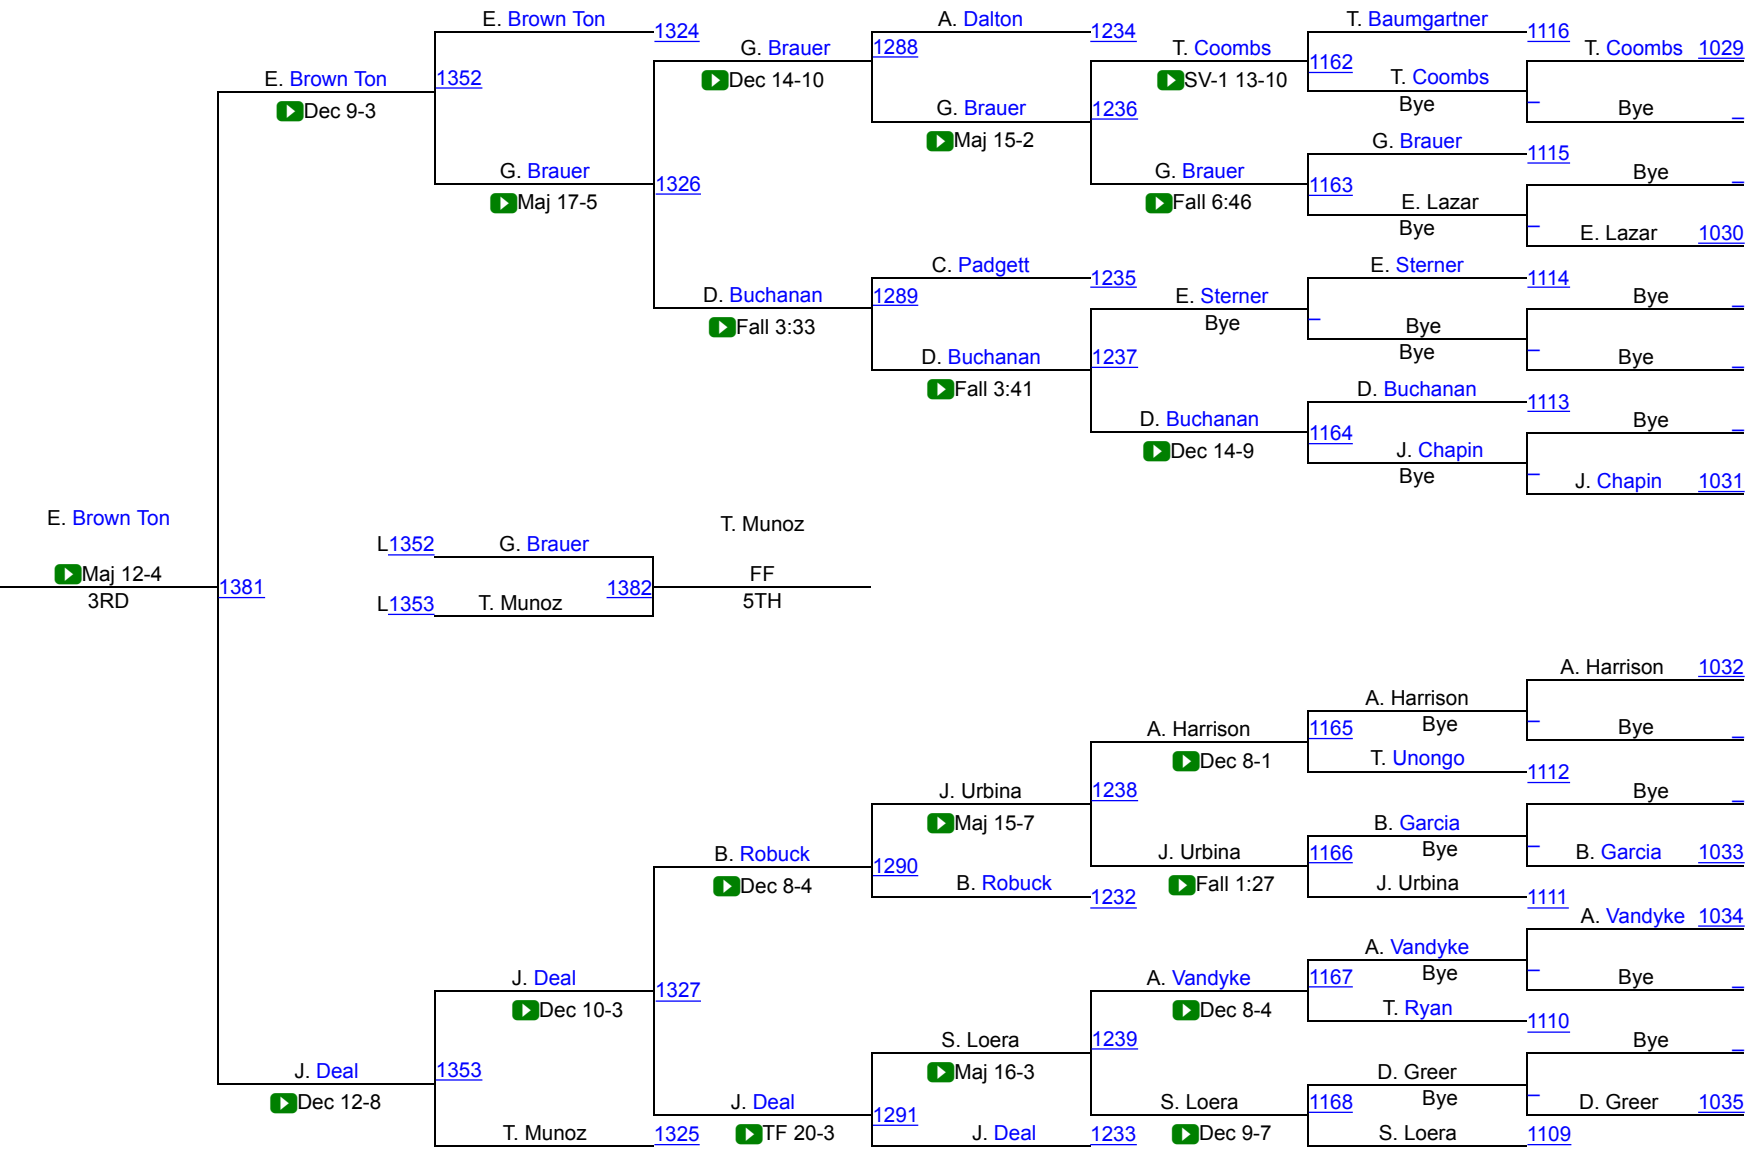 E. Brown Ton 1324
A. Dalton 1234
T. Baumgartner 1116
G. Brauer 1288
T. Coombs 1162
T. Coombs 1029
Dec 14-10
SV-1 13-10
T. Coombs
Bye
E. Brown Ton 1352
Dec 9-3
G. Brauer 1236
Maj 15-2
Bye
G. Brauer 1115
G. Brauer 1326
Maj 17-5
G. Brauer 1163
Fall 6:46
Bye
E. Lazar
Bye
E. Lazar 1030
C. Padgett 1235
E. Sterner 1114
D. Buchanan 1289
Fall 3:33
E. Sterner
Bye
Bye
Bye
Bye
D. Buchanan 1237
Fall 3:41
Bye
D. Buchanan 1113
D. Buchanan 1164
Dec 14-9
Bye
J. Chapin
Bye
J. Chapin 1031
E. Brown Ton
Maj 12-4 1381
3RD
L1352 G. Brauer
T. Munoz
1382 FF
5TH
L1353 T. Munoz
A. Harrison 1032
A. Harrison
Bye
Bye
A. Harrison 1165
Dec 8-1
T. Unongo 1112
J. Urbina 1238
Maj 15-7
Bye
B. Garcia
Bye
B. Robuck 1290
Dec 8-4
J. Urbina 1166
Fall 1:27
B. Garcia 1033
B. Robuck 1232
J. Urbina 1111
A. Vandyke 1034
A. Vandyke
Bye
Bye
J. Deal 1327
Dec 10-3
A. Vandyke 1167
Dec 8-4
T. Ryan 1110
S. Loera 1239
Maj 16-3
Bye
J. Deal 1353
Dec 12-8
D. Greer
Bye
J. Deal 1291
TF 20-3
S. Loera 1168
Dec 9-7
D. Greer 1035
T. Munoz 1325
J. Deal 1233
S. Loera 1109